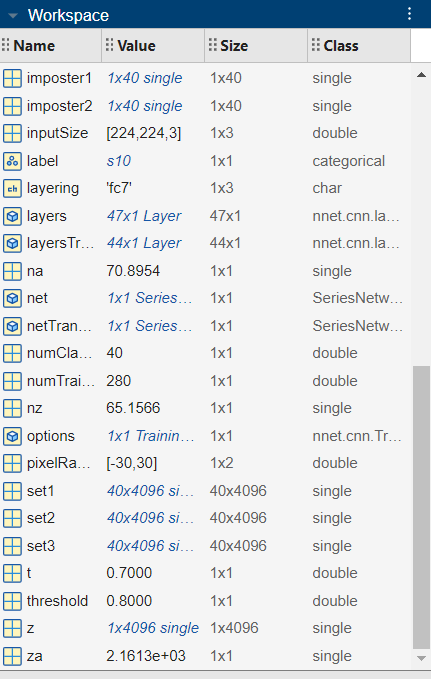 Workspace
Name Value Size Class
imposter1 1x40 single 1x40 single
imposter2 1x40 single 1x40 single
inputSize [224,224,3] 1x3 double
label s10 1x1 categorical
ch layering 'fc7' 1x3 char
layers 47x1 Layer 47x1 nnet.cnn.la...
layersTr... 44x1 Layer 44x1 nnet.cnn.la...
na 70.8954 1x1 single
net 1x1 Series... 1x1 SeriesNetw...
netTran... 1x1 Series... 1x1 SeriesNetw...
numCla... 40 1x1 double
numTrai... 280 1x1 double
nz 65.1566 1x1 single
options 1x1 Trainin... 1x1 nnet.cnn.Tr...
pixelRa... [-30,30] 1x2 double
set1 40x4096 si... 40x4096 single
set2 40x4096 si... 40x4096 single
set3 40x4096 si... 40x4096 single
t 0.7000 1x1 double
threshold 0.8000 1x1 double
z 1x4096 single 1x4096 single
za 2.1613e+03 1x1 single